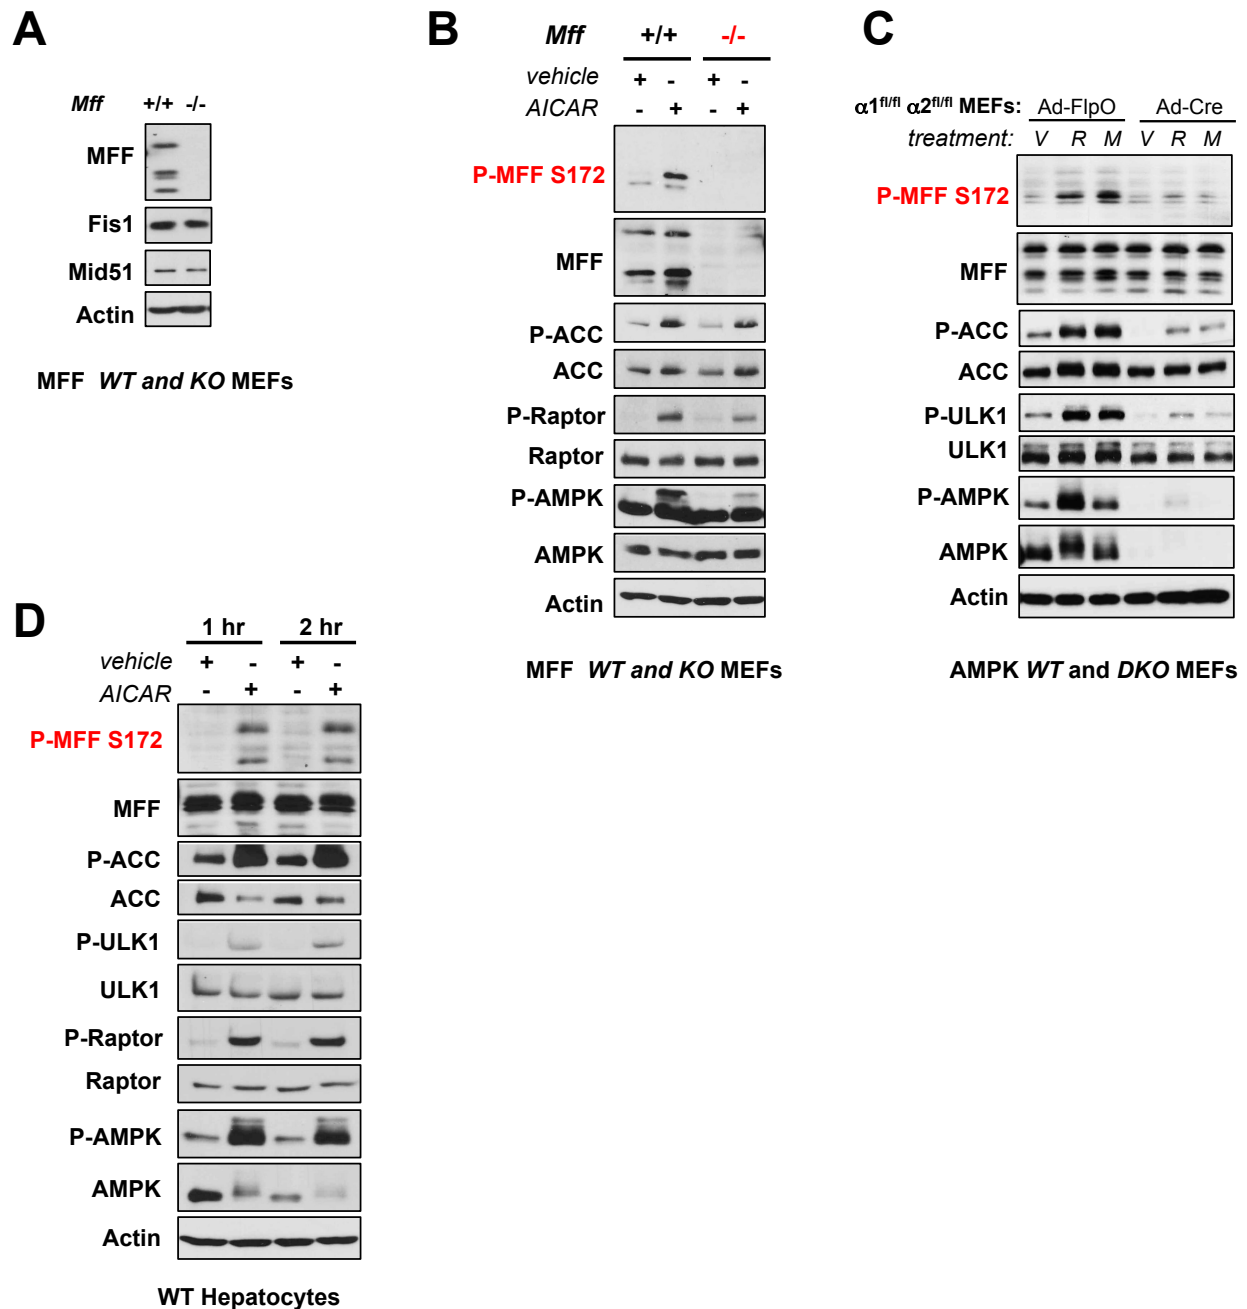 A
Mff +/+ -/-
MFF
Fis1
Mid51
Actin
MFF WT and KO MEFs
B
Mff +/+ -/-
vehicle + - + -
AICAR - + - +
P-MFF S172
MFF
P-ACC
ACC
P-Raptor
Raptor
P-AMPK
AMPK
Actin
MFF WT and KO MEFs
C
α1fl/fl α2fl/fl MEFs: Ad-FlpO Ad-Cre
treatment: V R M V R M
P-MFF S172
MFF
P-ACC
ACC
P-ULK1
ULK1
P-AMPK
AMPK
Actin
AMPK WT and DKO MEFs
D
1 hr 2 hr
vehicle + - + -
AICAR - + - +
P-MFF S172
MFF
P-ACC
ACC
P-ULK1
ULK1
P-Raptor
Raptor
P-AMPK
AMPK
Actin
WT Hepatocytes